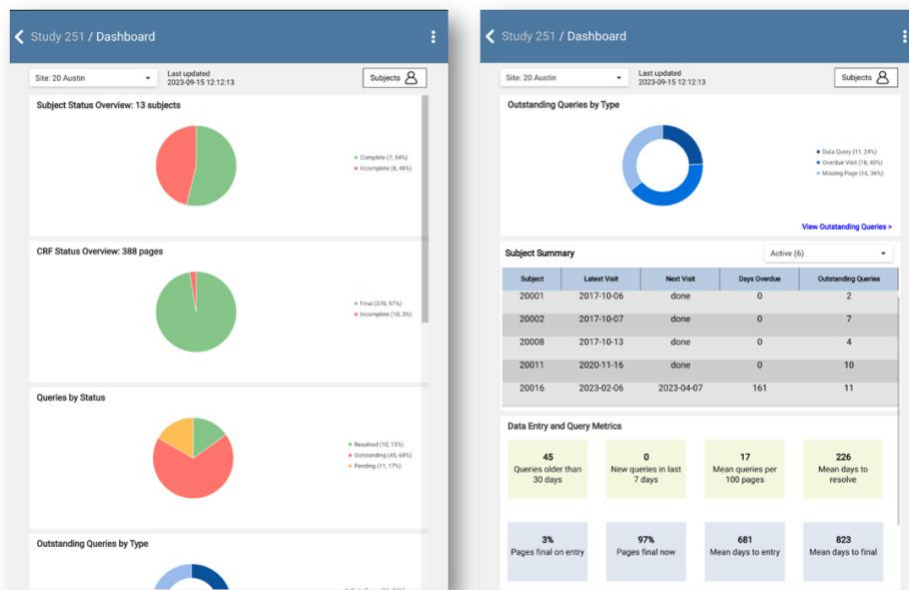 Study 251 / Dashboard
Site: 20 Austin
Last updated
2023-09-15 12:12:13
Subjects
Subject Status Overview: 13 subjects
Complete (7, 54%)
Incomplete (6, 46%)
CRF Status Overview: 388 pages
Final (378, 97%)
Incomplete (10, 3%)
Queries by Status
Resolved (10, 15%)
Outstanding (45, 68%)
Pending (11, 17%)
Outstanding Queries by Type
Study 251 / Dashboard
Site: 20 Austin
Last updated
2023-09-15 12:12:13
Subjects
Outstanding Queries by Type
Data Query (11, 24%)
Overdue Visit (18, 40%)
Missing Page (16, 36%)
View Outstanding Queries >
Subject Summary
Active (6)
Subject Latest Visit Next Visit Days Overdue Outstanding Queries
20001 2017-10-06 done 0 2
20002 2017-10-07 done 0 7
20008 2017-10-13 done 0 4
20011 2020-11-16 done 0 10
20016 2023-02-06 2023-04-07 161 11
Data Entry and Query Metrics
45
Queries older than
30 days
0
New queries in last
7 days
17
Mean queries per
100 pages
226
Mean days to
resolve
3%
Pages final on entry
97%
Pages final now
681
Mean days to entry
823
Mean days to final